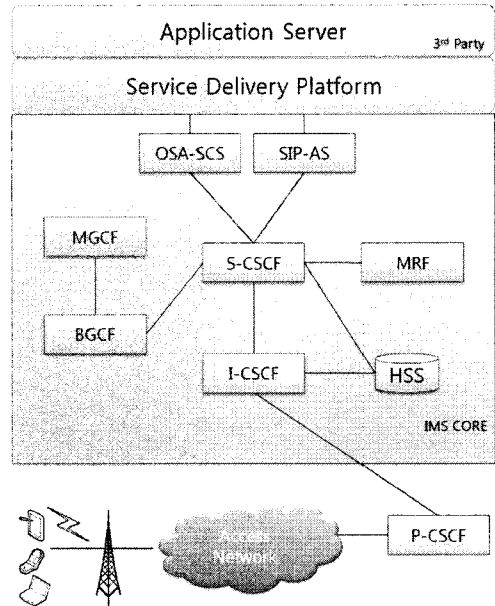 Application Server
3rd Party
Service Delivery Platform
OSA-SCS
SIP-AS
MGCF
S-CSCF
MRF
BGCF
I-CSCF
HSS
IMS CORE
P-CSCF
Access
Network